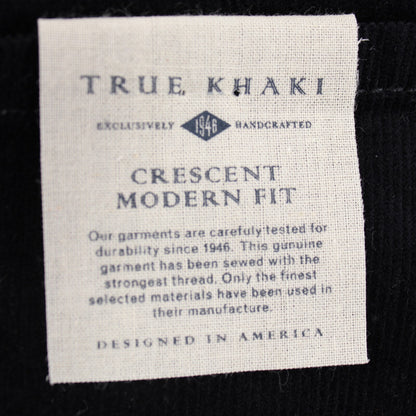 TRUE KHAKI
EXCLUSIVELY 1946 HANDCRAFTED
CRESCENT
MODERN FIT
Our garments are carefuly tested for
durability since 1946. This gunuine
garment has been sewed with the
strongest thread. Only the finest
selected materials have been used in
their manufacture.
DESIGNED IN AMERICA